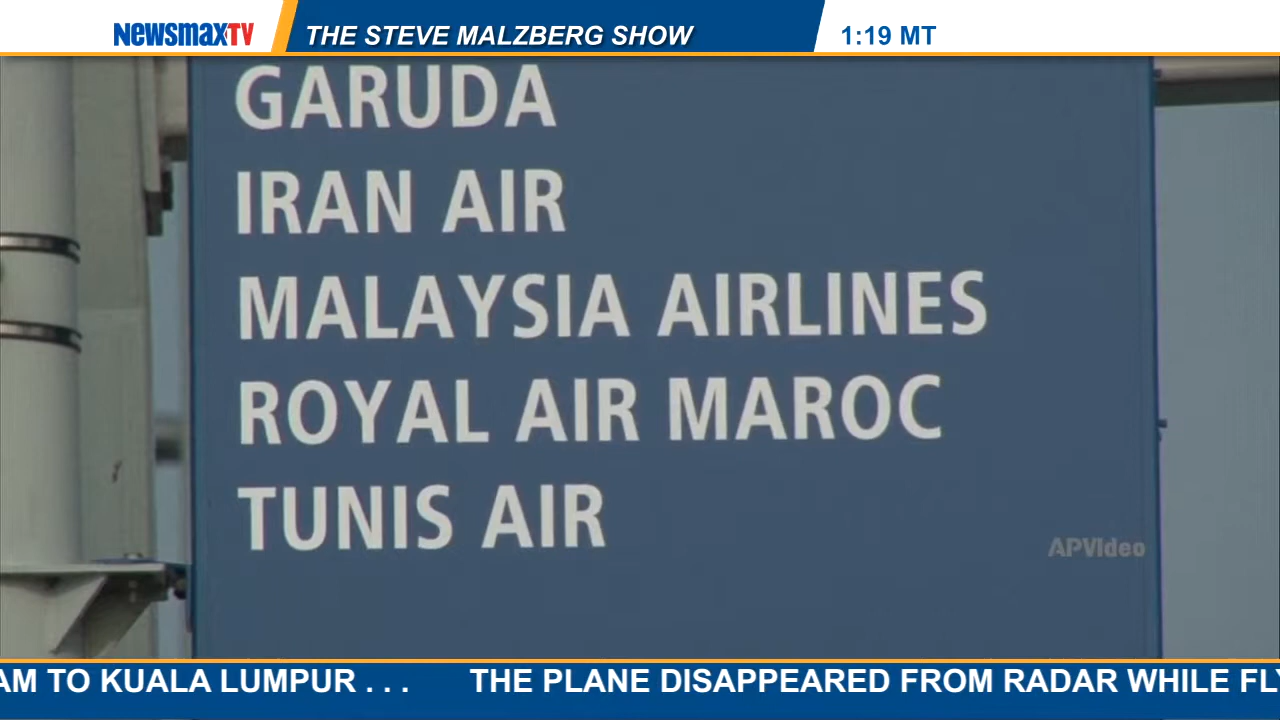 NEWSMAXTV THE STEVE MALZBERG SHOW 1:19 MT
GARUDA
IRAN AIR
MALAYSIA AIRLINES
ROYAL AIR MAROC
TUNIS AIR
APVideo
AM TO KUALA LUMPUR . . . THE PLANE DISAPPEARED FROM RADAR WHILE FLY